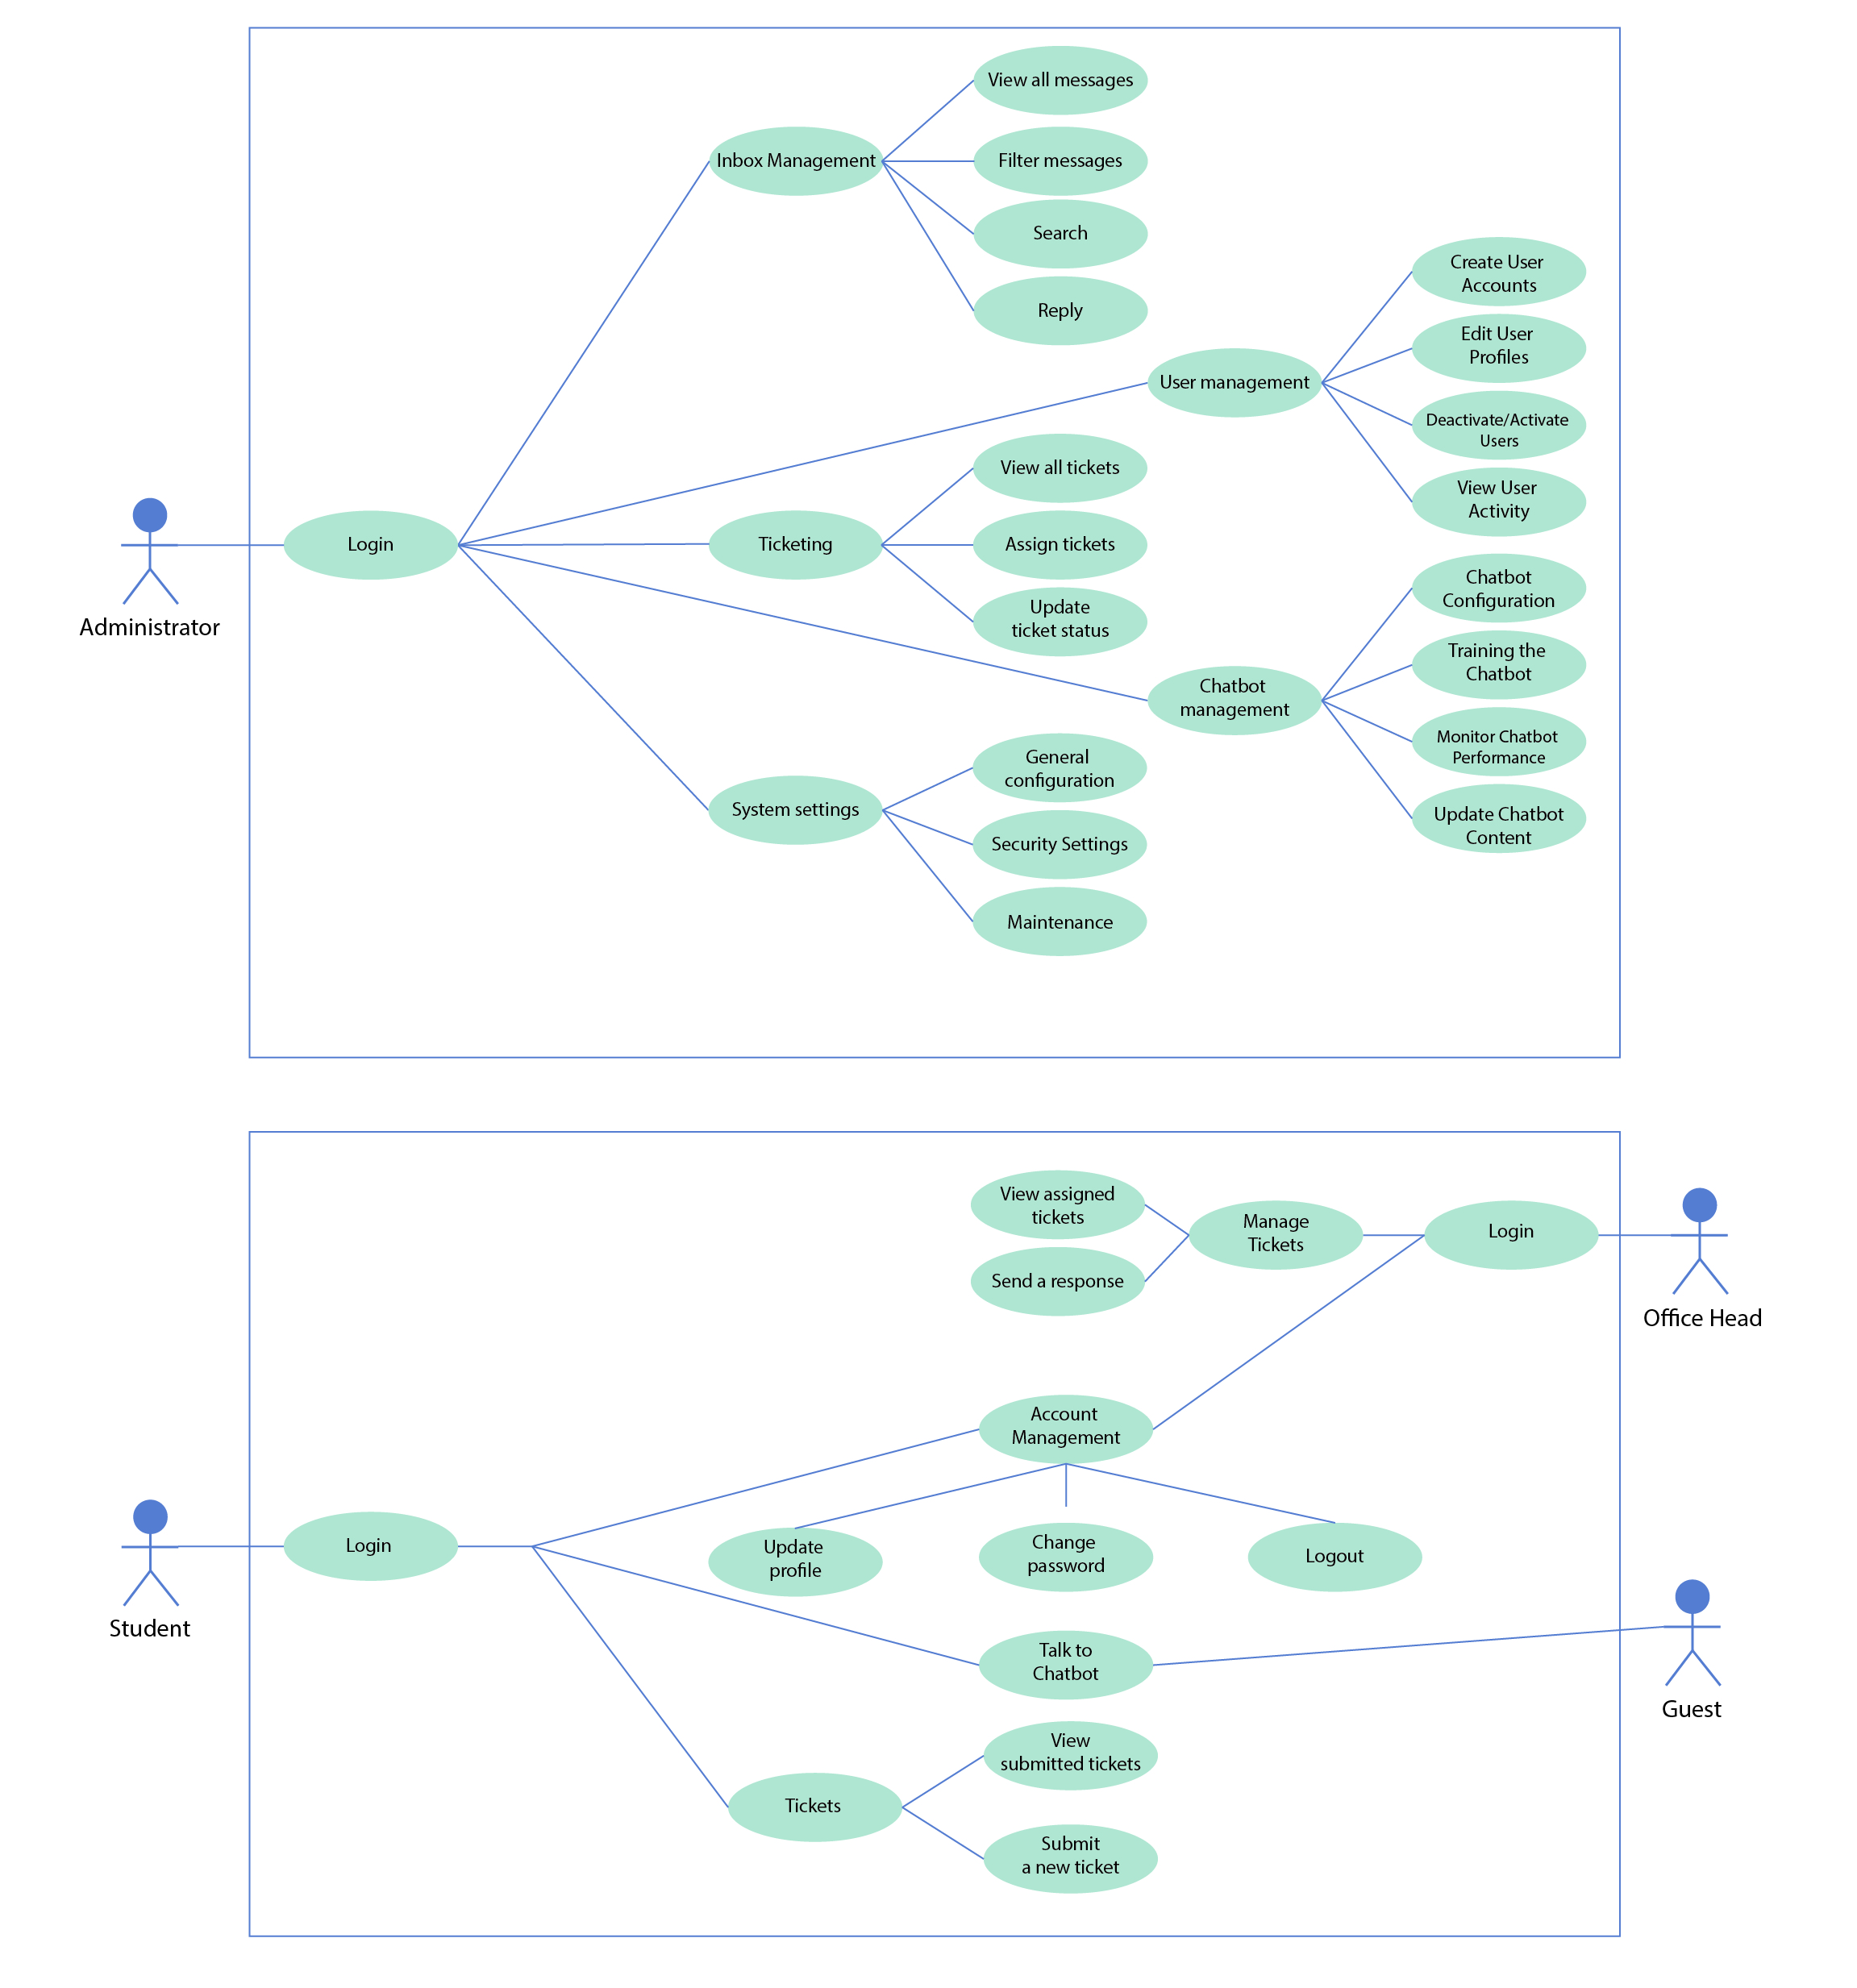 View all messages
Inbox Management
Filter messages
Search
Reply
Create User
Accounts
Edit User
Profiles
User management
Deactivate/Activate
Users
View User
Activity
View all tickets
Login
Ticketing
Assign tickets
Update
ticket status
Administrator
Chatbot
Configuration
Training the
Chatbot
Chatbot
management
Monitor Chatbot
Performance
Update Chatbot
Content
General
configuration
System settings
Security Settings
Maintenance
View assigned
tickets
Manage
Tickets
Login
Send a response
Office Head
Account
Management
Login
Update
profile
Change
password
Logout
Student
Talk to
Chatbot
Guest
View
submitted tickets
Tickets
Submit
a new ticket